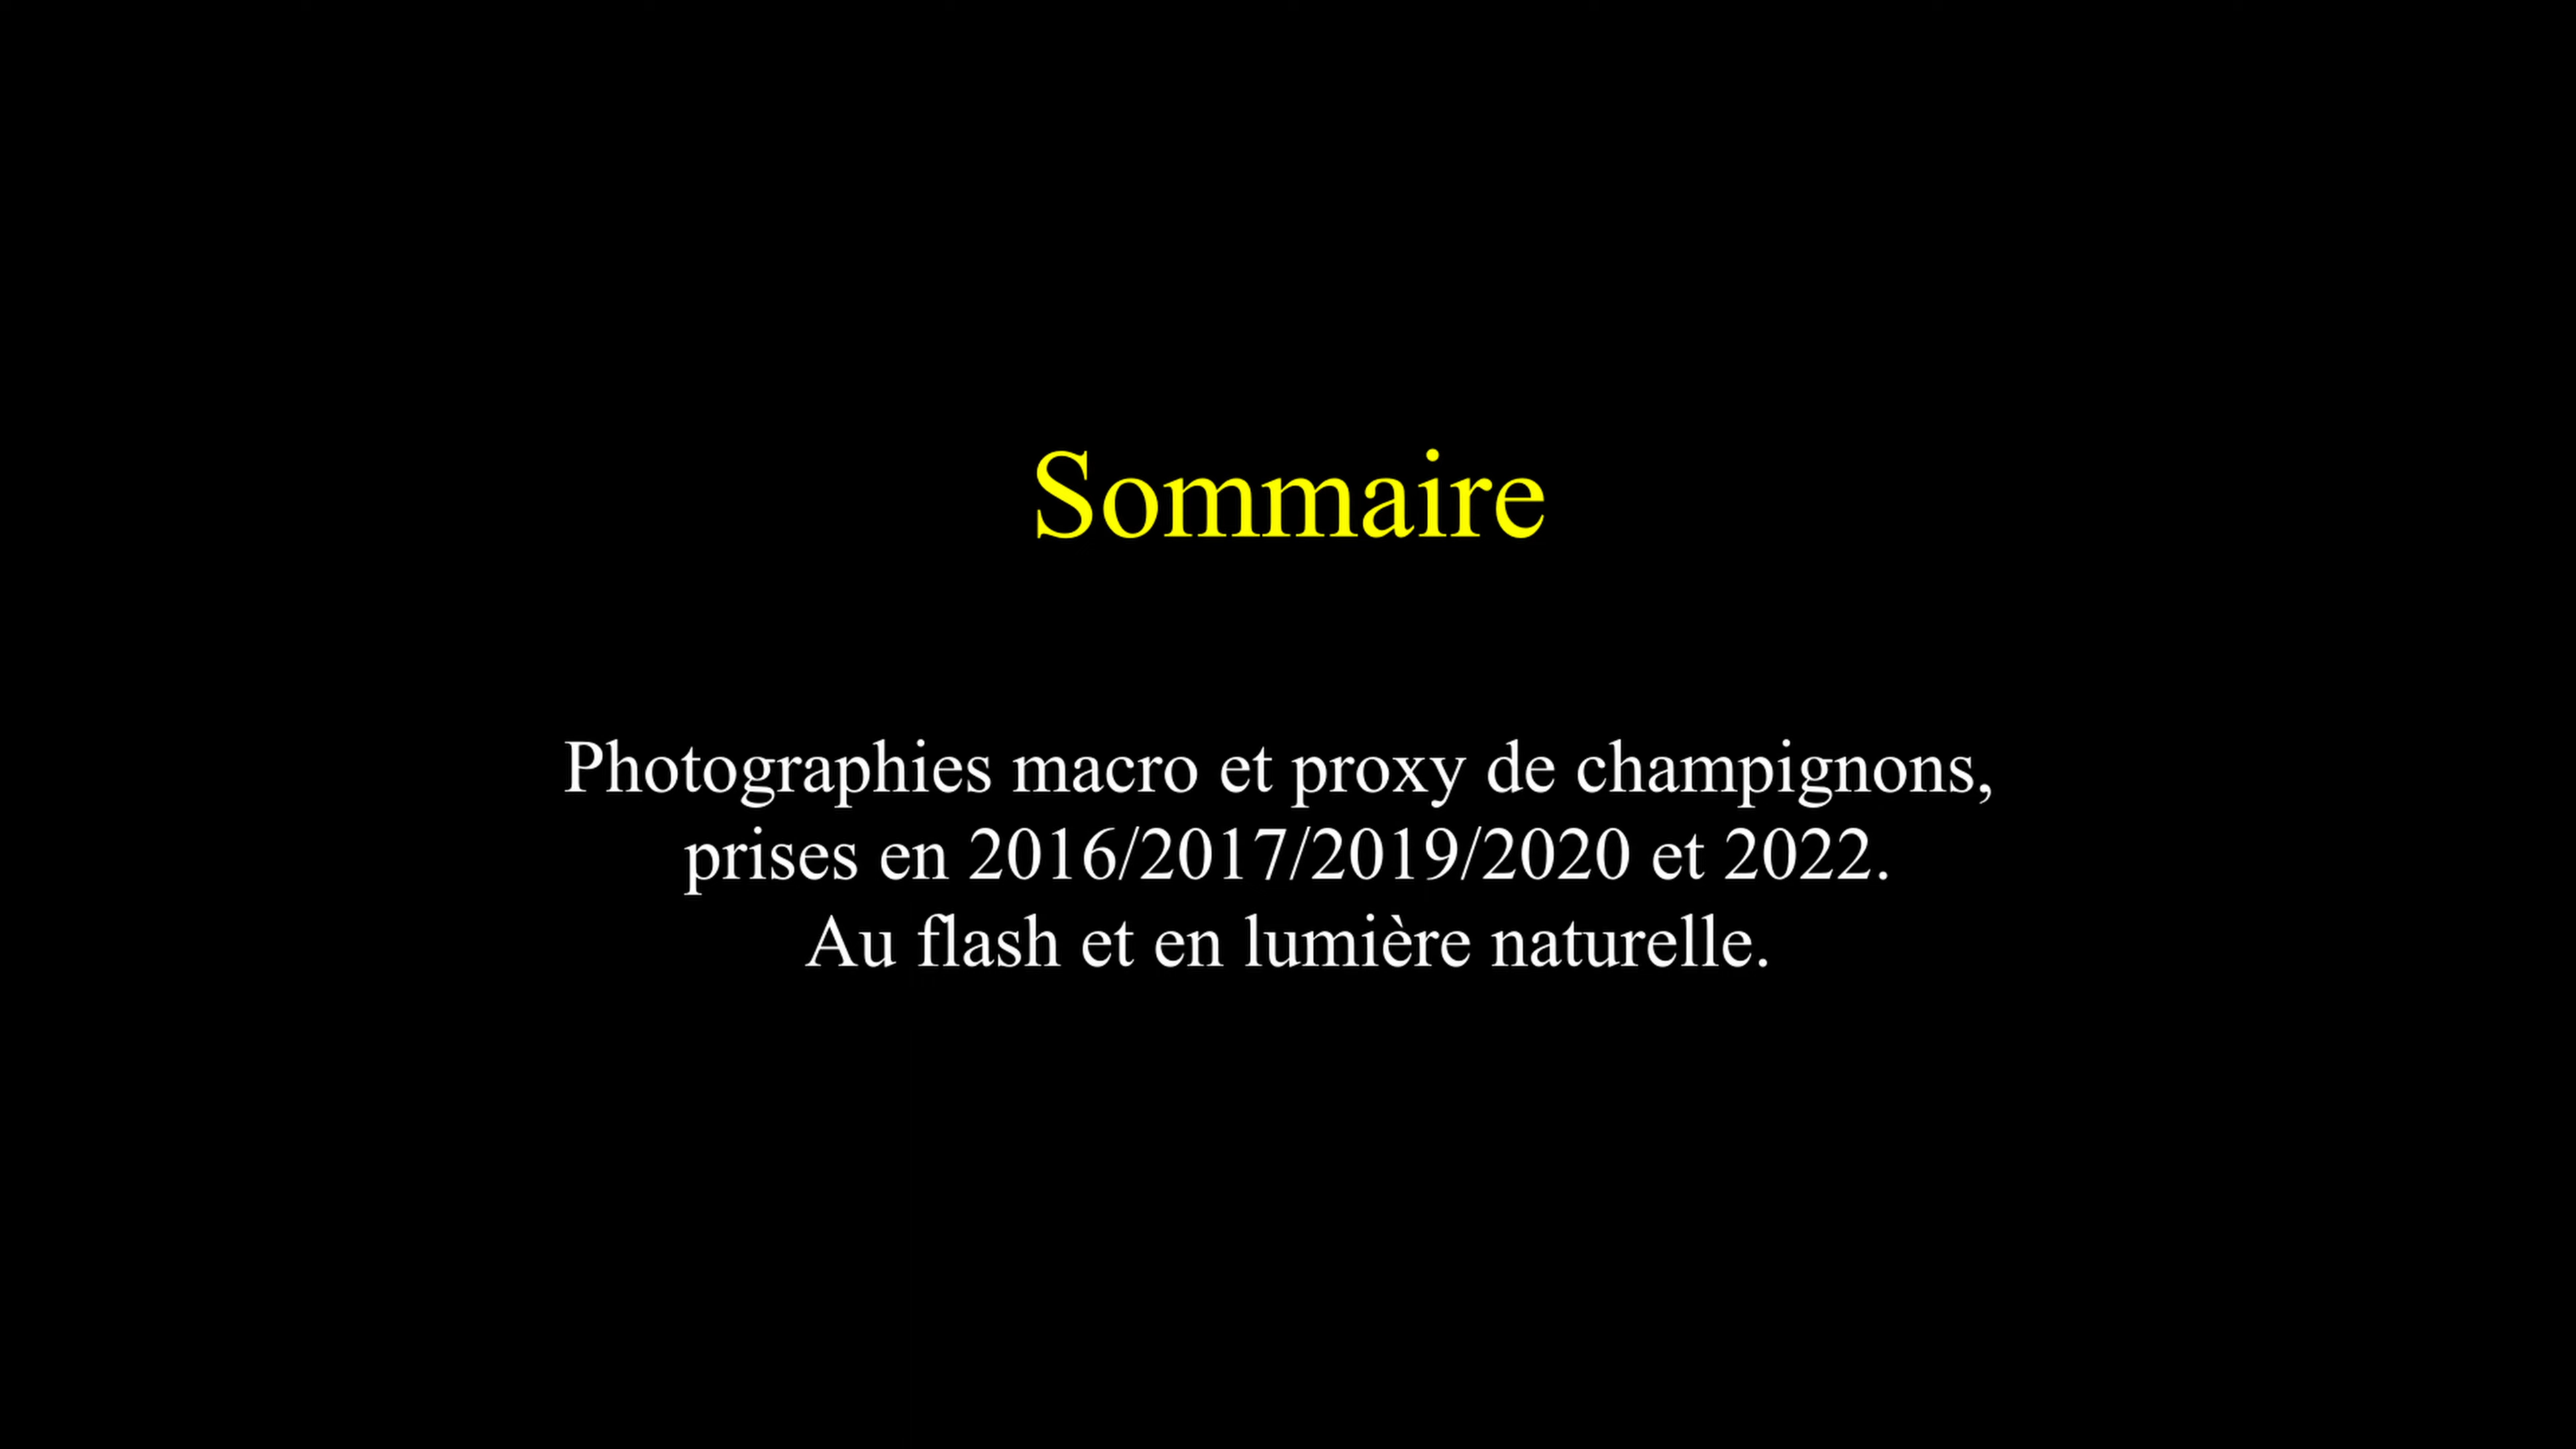 Sommaire
Photographies macro et proxy de champignons,
prises en 2016/2017/2019/2020 et 2022.
Au flash et en lumière naturelle.